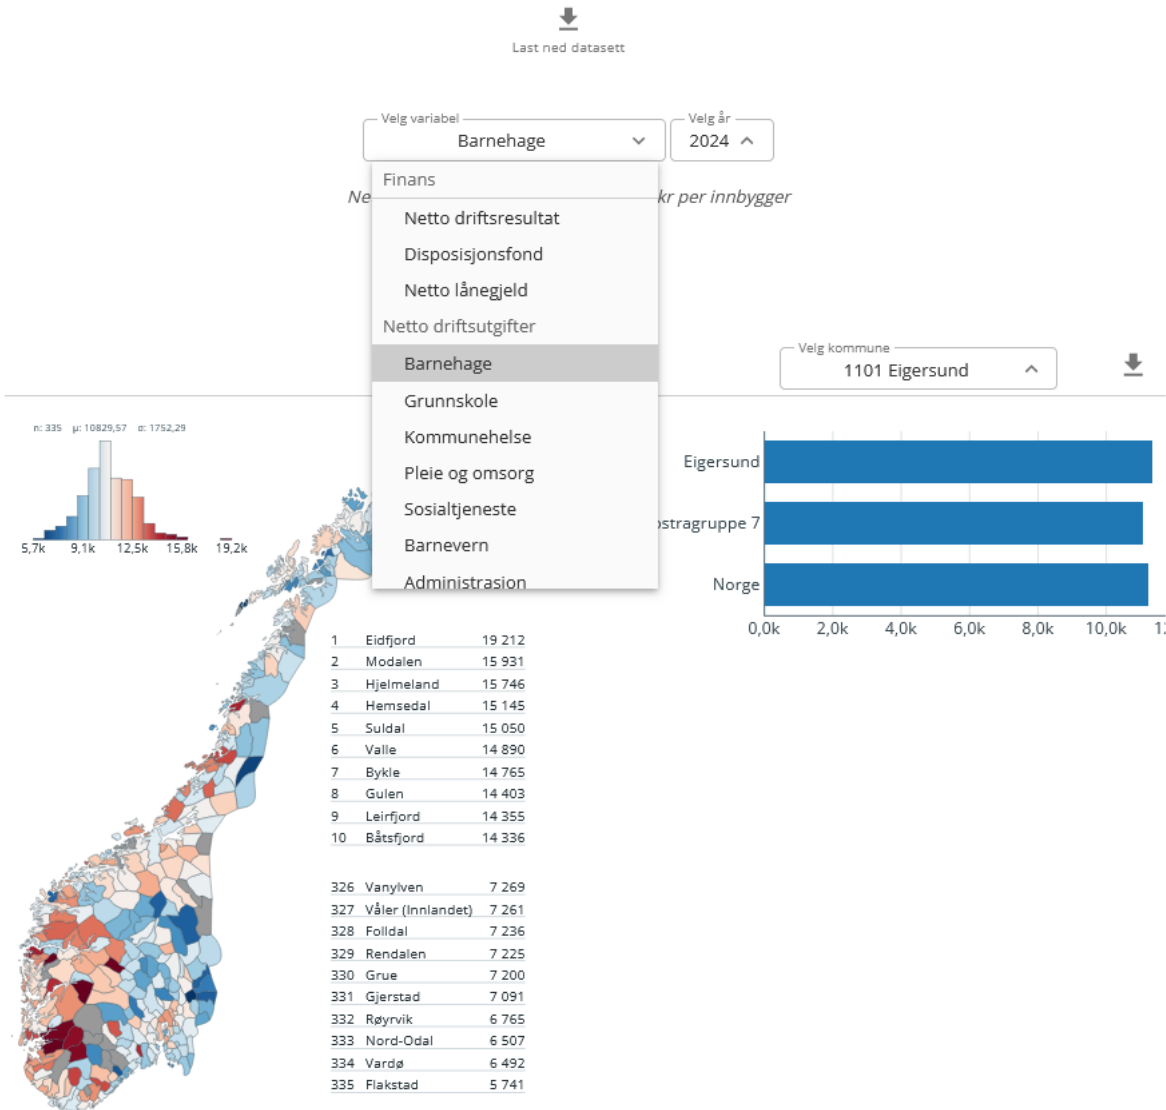 Last ned datasett
Velg variabel
Barnehage
Velg år
2024
Finans
Ne
kr per innbygger
Netto driftsresultat
Disposisjonsfond
Netto lånegjeld
Netto driftsutgifter
Barnehage
Grunnskole
Kommunehelse
Pleie og omsorg
Sosialtjeneste
Barnevern
Administrasjon
Velg kommune
1101 Eigersund
n: 335 μ: 10829,57 σ: 1752,29
5,7k 9,1k 12,5k 15,8k 19,2k
Eigersund
ostragruppe 7
Norge
0,0k 2,0k 4,0k 6,0k 8,0k 10,0k 1
1 Eidfjord 19 212
2 Modalen 15 931
3 Hjelmeland 15 746
4 Hemsedal 15 145
5 Suldal 15 050
6 Valle 14 890
7 Bykle 14 765
8 Gulen 14 403
9 Leirfjord 14 355
10 Båtsfjord 14 336
326 Vanylven 7 269
327 Våler (Innlandet) 7 261
328 Folldal 7 236
329 Rendalen 7 225
330 Grue 7 200
331 Gjerstad 7 091
332 Røyrvik 6 765
333 Nord-Odal 6 507
334 Vardø 6 492
335 Flakstad 5 741